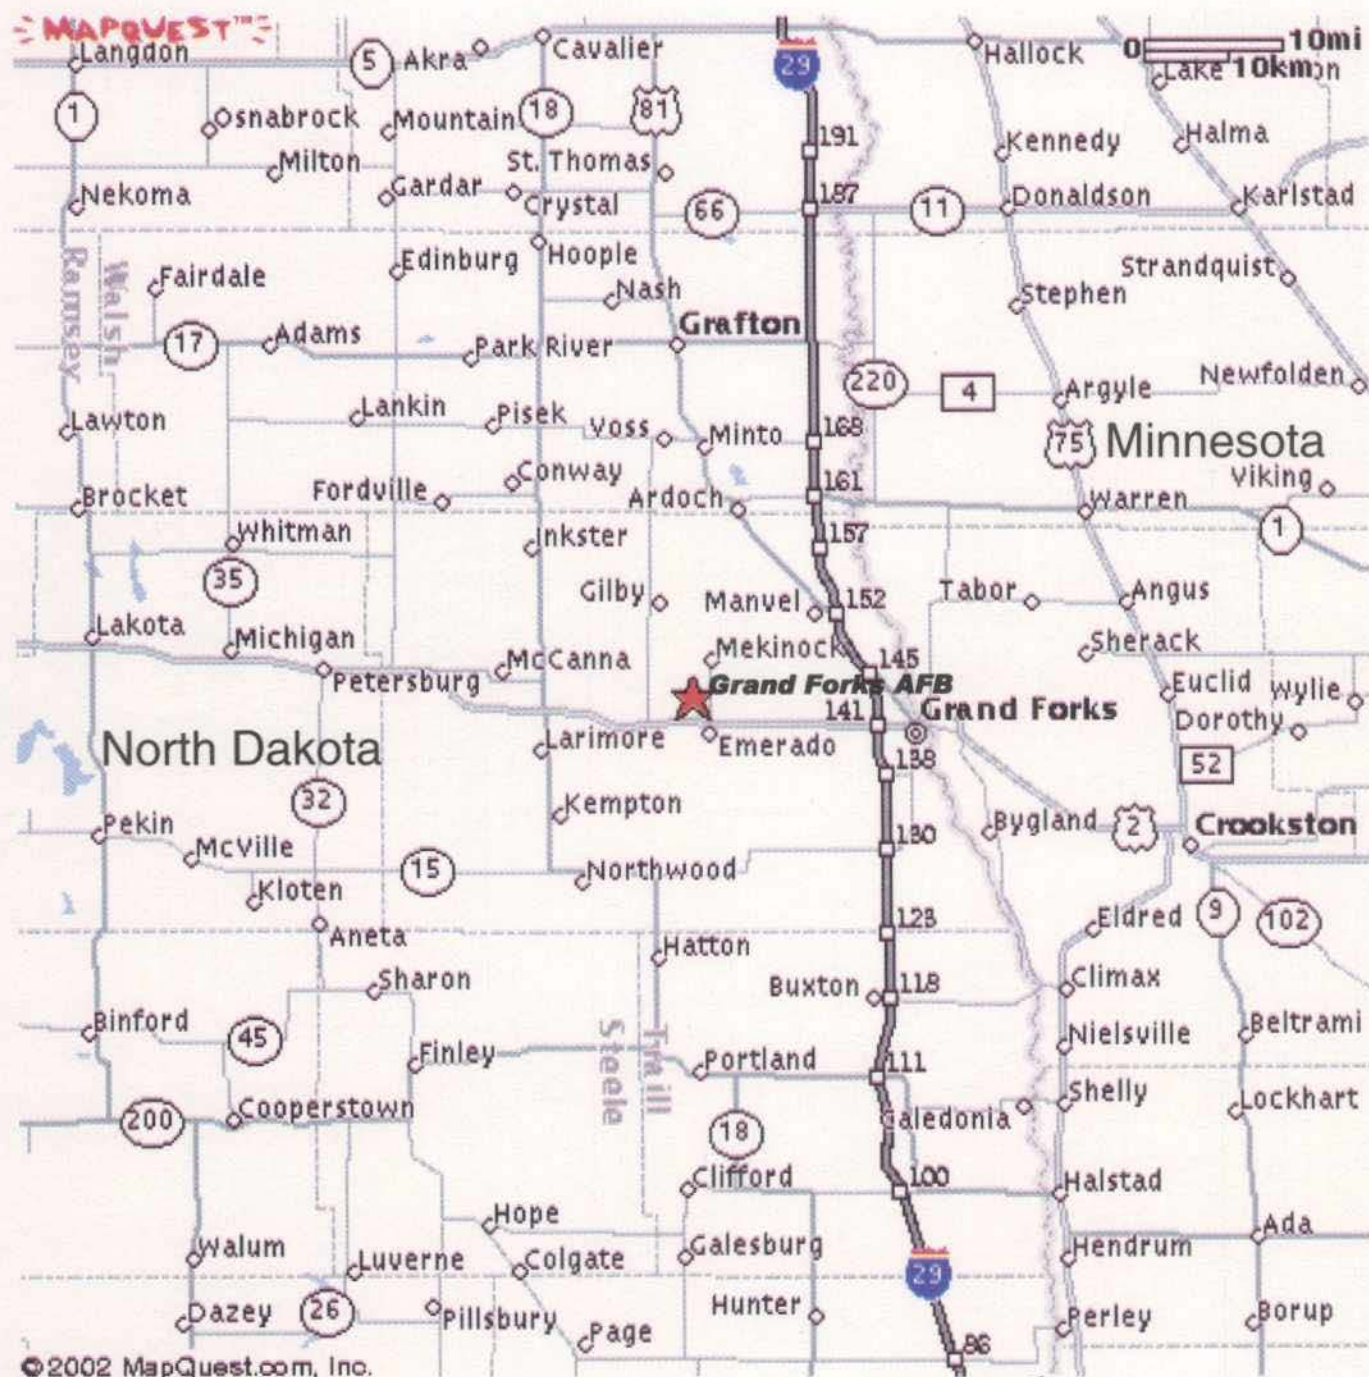 MAPQUEST™
Langdon
5
Akra
Cavalier
29
Hallock
0 10mi
10km
Lake
1
Osnabrock
Mountain
18
81
191
Kennedy
Halma
Milton
St. Thomas
Nekoma
Gardar
Crystal
66
187
11
Donaldson
Karlstad
Ramsey
Walsh
Fairdale
Edinburg
Hoople
Nash
Stephen
Strandquist
17
Adams
Park River
Grafton
220
4
Argyle
Newfolden
Lawton
Lankin
Pisek
Voss
Minto
168
75
Minnesota
Brocket
Fordville
Conway
Ardoch
161
Warren
Viking
Whitman
Inkster
157
1
35
Gilby
Manvel
152
Tabor
Angus
Lakota
Michigan
Petersburg
McCanna
Mekinock
145
Sherack
Grand Forks AFB
Euclid
Wylie
141
Grand Forks
Dorothy
North Dakota
Larimore
Emerado
138
52
32
Kempton
Pekin
McVille
130
Bygland
2
Crookston
15
Northwood
Kloten
Aneta
Hatton
123
Eldred
9
102
Sharon
Buxton
118
Climax
Binford
45
Finley
Steele
Traill
Portland
111
Nielsville
Beltrami
200
Cooperstown
18
Caledonia
Shelly
Lockhart
Clifford
100
Halstad
Hope
Walum
Luverne
Colgate
Galesburg
29
Hendrum
Ada
Dazey
26
Pillsbury
Page
Hunter
86
Perley
Borup
©2002 MapQuest.com, Inc.